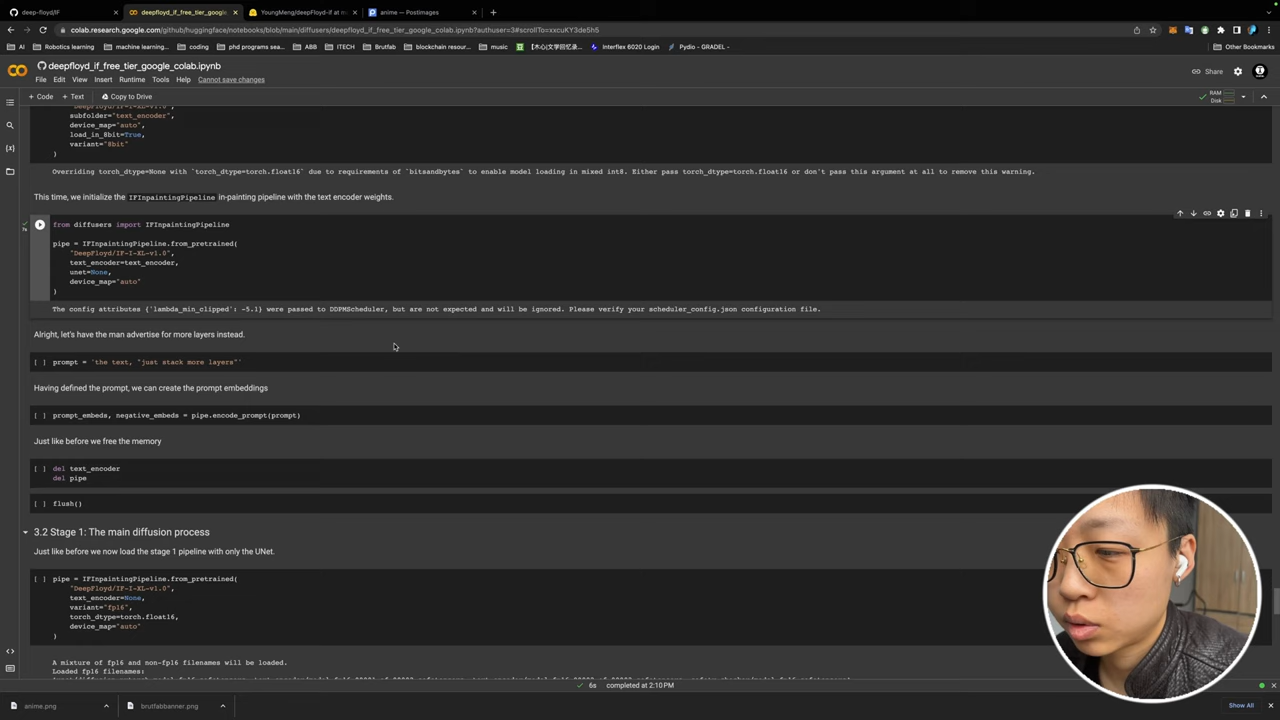 deep-floyd/IF
deepfloyd_if_free_tier_google_
YoungMeng/deepFloyd-if at m
anime — Postimages
colab.research.google.com/github/huggingface/notebooks/blob/main/diffusers/deepfloyd_if_free_tier_google_colab.ipynb?authuser=3#scrollTo=xxcuKY3de5h5
AI
Robotics learning
machine learning...
coding
phd programs sea...
ABB
ITECH
Brutfab
blockchain resour...
music
Interflex 6020 Login
Pydio - GRADEL -
Other Bookmarks
deepfloyd_if_free_tier_google_colab.ipynb
Share
File Edit View Insert Runtime Tools Help Cannot save changes
+ Code + Text Copy to Drive
RAM
Disk
"DeepFloyd/IF-I-XL-v1.0",
subfolder="text_encoder",
device_map="auto",
load_in_8bit=True,
variant="8bit"
)
Overriding torch_dtype=None with `torch_dtype=torch.float16` due to requirements of `bitsandbytes` to enable model loading in mixed int8. Either pass torch_dtype=torch.float16 or don't pass this argument at all to remove this warning.
This time, we initialize the IFInpaintingPipeline in-painting pipeline with the text encoder weights.
from diffusers import IFInpaintingPipeline
pipe = IFInpaintingPipeline.from_pretrained(
"DeepFloyd/IF-I-XL-v1.0",
text_encoder=text_encoder,
unet=None,
device_map="auto"
)
The config attributes {'lambda_min_clipped': -5.1} were passed to DDPMScheduler, but are not expected and will be ignored. Please verify your scheduler_config.json configuration file.
Alright, let's have the man advertise for more layers instead.
[ ] prompt = 'the text, "just stack more layers"'
Having defined the prompt, we can create the prompt embeddings
[ ] prompt_embeds, negative_embeds = pipe.encode_prompt(prompt)
Just like before we free the memory
[ ] del text_encoder
del pipe
[ ] flush()
3.2 Stage 1: The main diffusion process
Just like before we now load the stage 1 pipeline with only the UNet.
[ ] pipe = IFInpaintingPipeline.from_pretrained(
"DeepFloyd/IF-I-XL-v1.0",
text_encoder=None,
variant="fp16",
torch_dtype=torch.float16,
device_map="auto"
)
A mixture of fp16 and non-fp16 filenames will be loaded.
Loaded fp16 filenames:
6s completed at 2:10 PM
anime.png
brutfabbanner.png
Show All